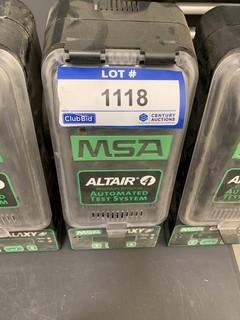 LOT #
ClubBid
1118
CENTURY
AUCTIONS
MSA
ALTAIR 4
AUTOMATED
TEST SYSTEM